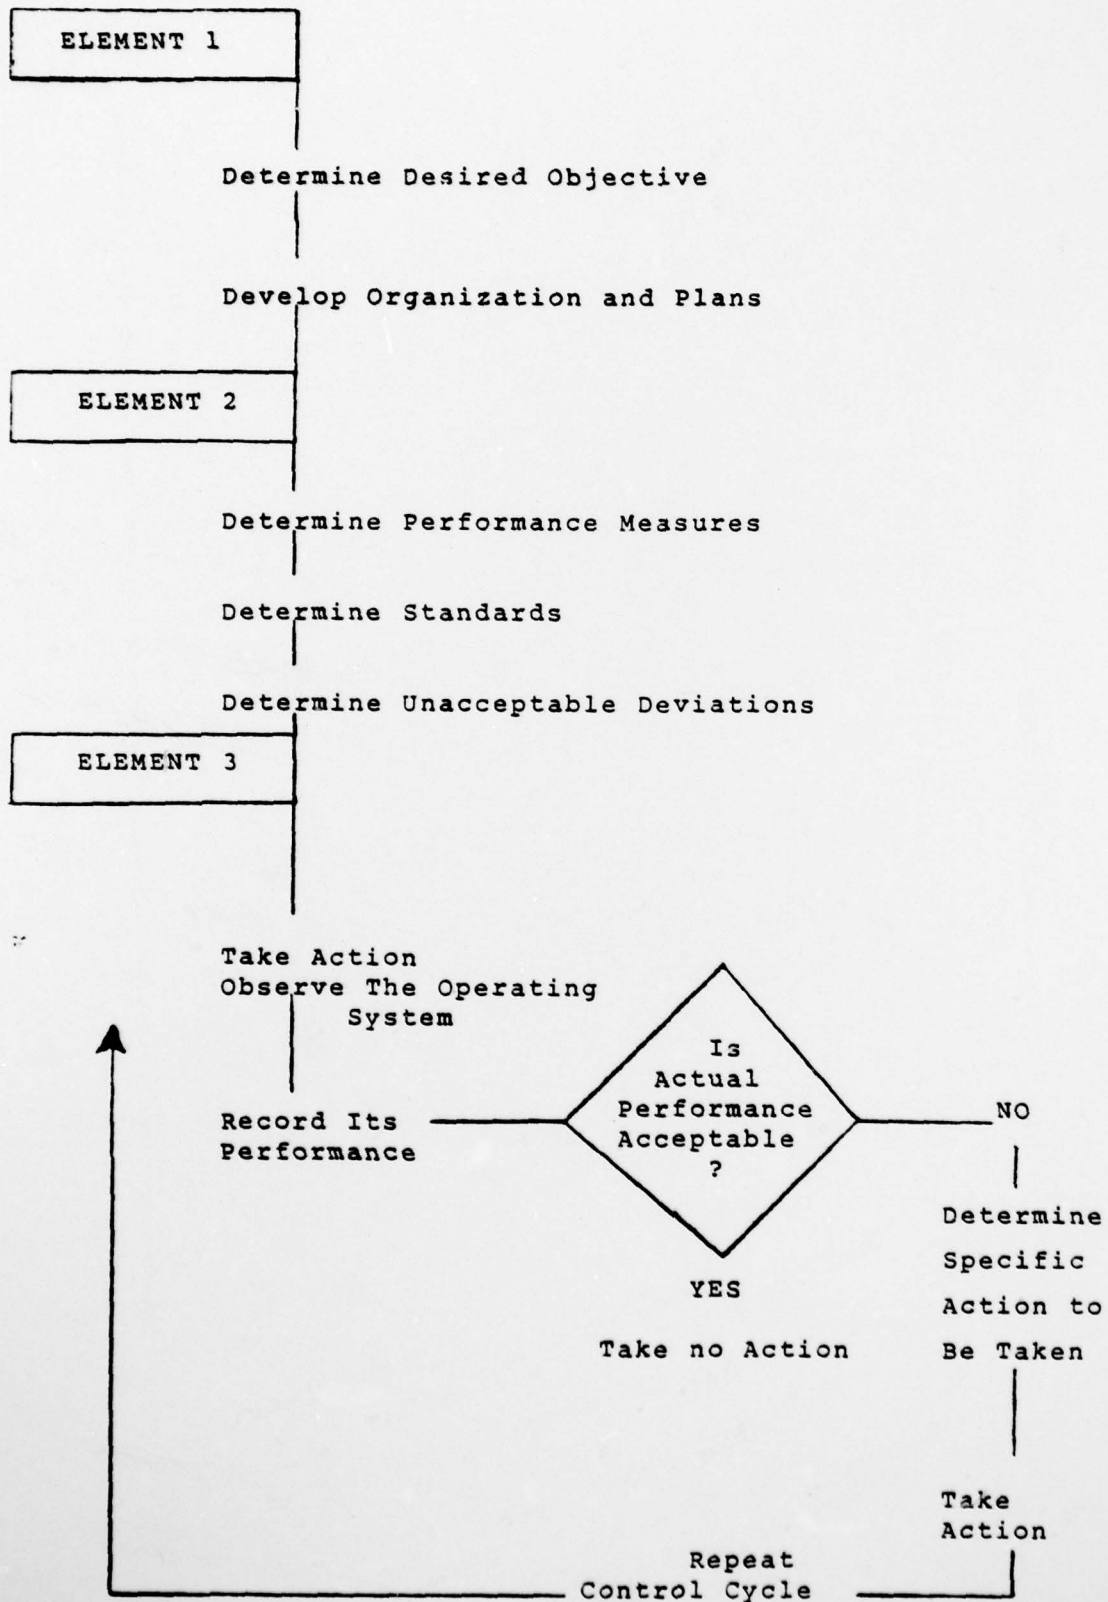 ELEMENT 1
Determine Desired Objective
Develop Organization and Plans
ELEMENT 2
Determine Performance Measures
Determine Standards
Determine Unacceptable Deviations
ELEMENT 3
Take Action
Observe The Operating
System
Record Its
Performance
Is
Actual
Performance
Acceptable
?
NO
Determine
Specific
Action to
Be Taken
YES
Take no Action
Take
Action
Repeat
Control Cycle